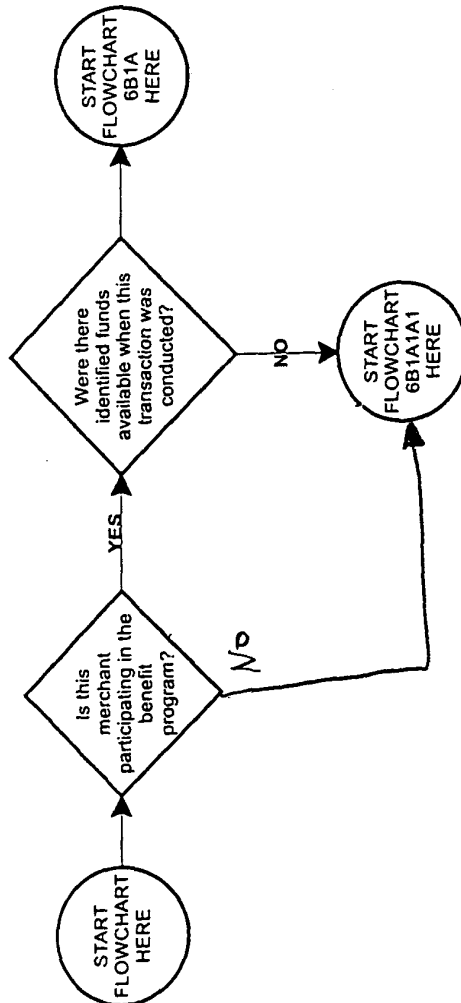 START
FLOWCHART
HERE
Is this
merchant
participating in the
benefit
program?
YES
NO
Were there
identified funds
available when this
transaction was
conducted?
NO
START
FLOWCHART
6B1A
HERE
START
FLOWCHART
6B1A1A1
HERE